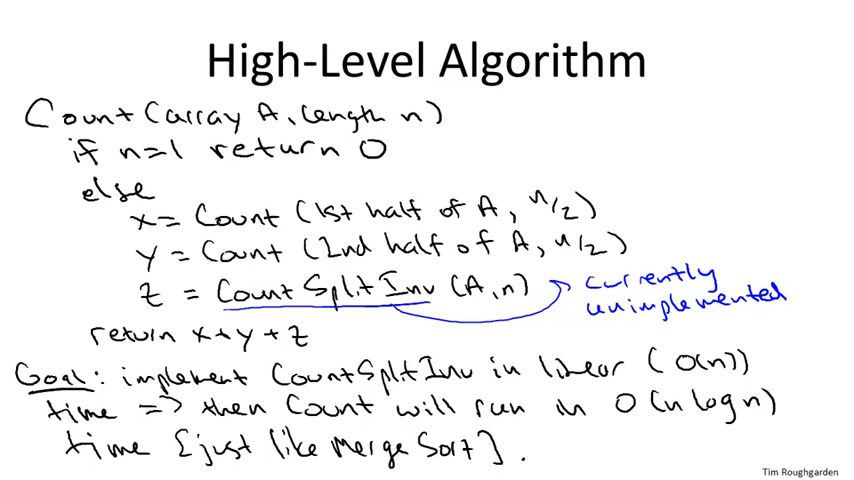 High-Level Algorithm
Count (array A, length n)
if n=1 return 0
else
x = Count (1st half of A, n/2)
y = Count (2nd half of A, n/2)
z = CountSplitInv (A,n)
currently
unimplemented
return x+y+z
Goal: implement CountSplitInv in linear (O(n))
time => then Count will run in O(n log n)
time [just like Merge Sort].
Tim Roughgarden